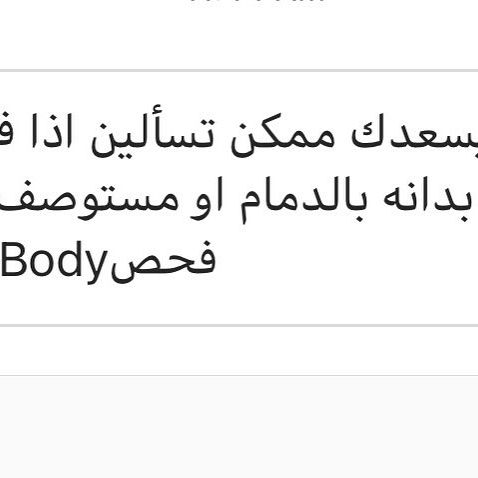 يسعدك ممكن تسألين اذا ف
بدانه بالدمام او مستوصف
فحصBody